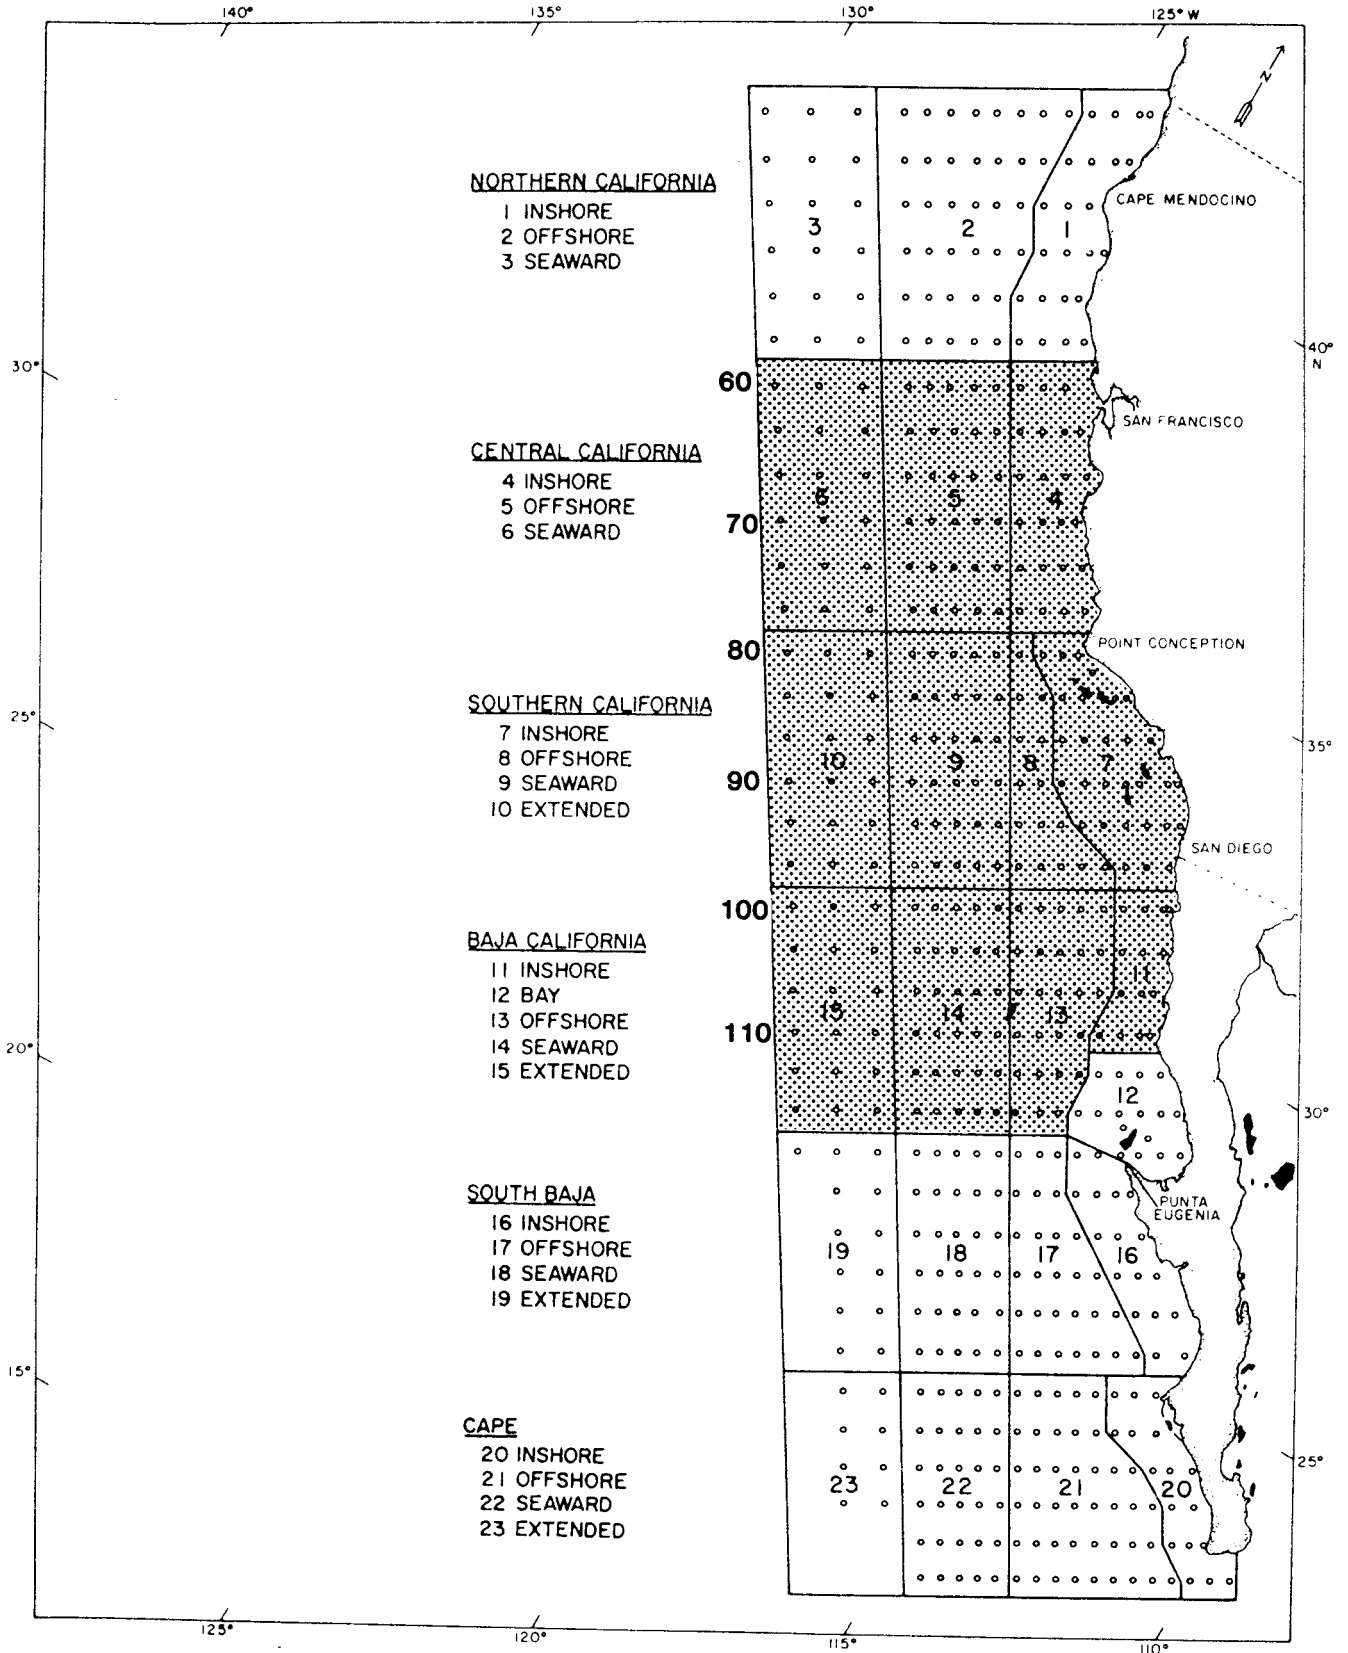 140°
135°
130°
125° W
N
NORTHERN CALIFORNIA
1 INSHORE
2 OFFSHORE
3 SEAWARD
3
2
1
CAPE MENDOCINO
40°
N
30°
60
SAN FRANCISCO
CENTRAL CALIFORNIA
4 INSHORE
5 OFFSHORE
6 SEAWARD
6
5
4
70
80
POINT CONCEPTION
SOUTHERN CALIFORNIA
7 INSHORE
8 OFFSHORE
9 SEAWARD
10 EXTENDED
25°
35°
10
9
8
7
90
SAN DIEGO
100
BAJA CALIFORNIA
11 INSHORE
12 BAY
13 OFFSHORE
14 SEAWARD
15 EXTENDED
11
15
14
13
110
20°
12
30°
SOUTH BAJA
16 INSHORE
17 OFFSHORE
18 SEAWARD
19 EXTENDED
PUNTA
EUGENIA
19
18
17
16
15°
CAPE
20 INSHORE
21 OFFSHORE
22 SEAWARD
23 EXTENDED
25°
23
22
21
20
125°
120°
115°
110°